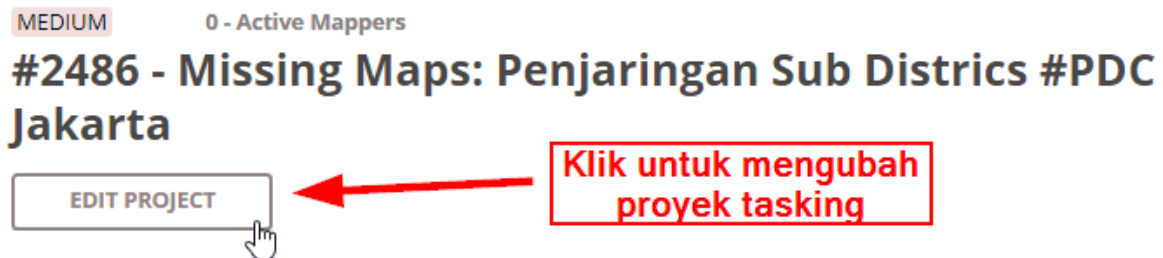 MEDIUM 0 - Active Mappers
#2486 - Missing Maps: Penjaringan Sub Districs #PDC
Jakarta
Klik untuk mengubah
proyek tasking
EDIT PROJECT